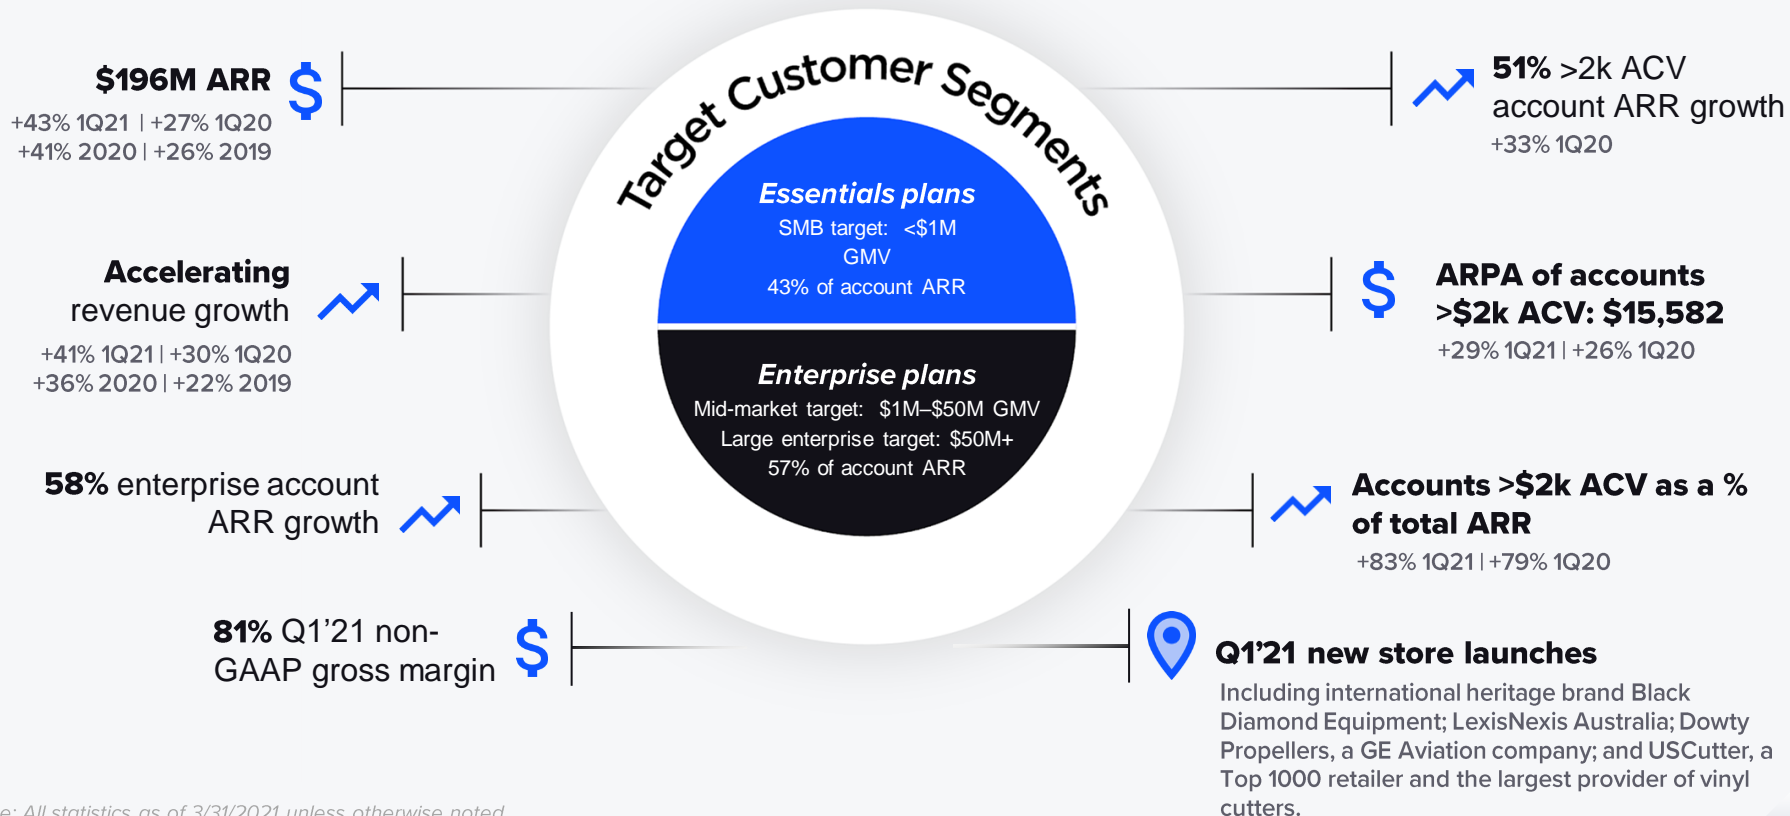 Target Customer Segments
$196M ARR
+43% 1Q21 | +27% 1Q20
+41% 2020 | +26% 2019
Accelerating
revenue growth
+41% 1Q21 | +30% 1Q20
+36% 2020 | +22% 2019
58% enterprise account
ARR growth
81% Q1’21 non-
GAAP gross margin
Essentials plans
SMB target: <$1M
GMV
43% of account ARR
Enterprise plans
Mid-market target: $1M–$50M GMV
Large enterprise target: $50M+
57% of account ARR
51% >2k ACV
account ARR growth
+33% 1Q20
ARPA of accounts
>$2k ACV: $15,582
+29% 1Q21 | +26% 1Q20
Accounts >$2k ACV as a %
of total ARR
+83% 1Q21 | +79% 1Q20
Q1’21 new store launches
Including international heritage brand Black
Diamond Equipment; LexisNexis Australia; Dowty
Propellers, a GE Aviation company; and USCutter, a
Top 1000 retailer and the largest provider of vinyl
cutters.
e: All statistics as of 3/31/2021 unless otherwise noted